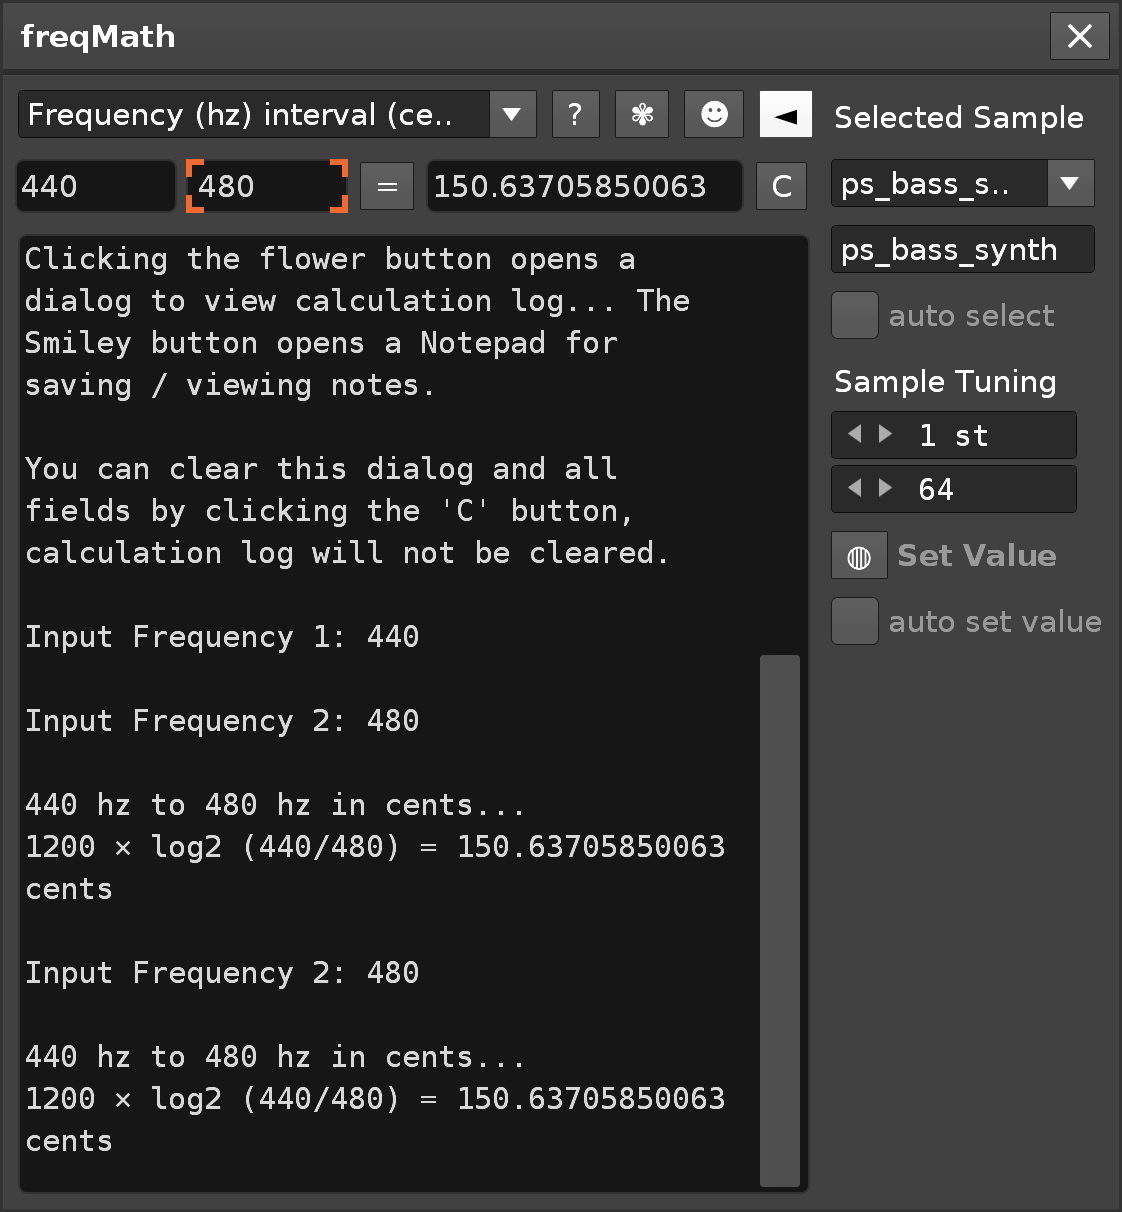 freqMath
Frequency (hz) interval (ce..
?
Selected Sample
440
480
=
150.63705850063
C
ps_bass_s..
ps_bass_synth
auto select
Sample Tuning
1 st
64
Set Value
auto set value
Clicking the flower button opens a
dialog to view calculation log... The
Smiley button opens a Notepad for
saving / viewing notes.
You can clear this dialog and all
fields by clicking the 'C' button,
calculation log will not be cleared.
Input Frequency 1: 440
Input Frequency 2: 480
440 hz to 480 hz in cents...
1200 × log2 (440/480) = 150.63705850063
cents
Input Frequency 2: 480
440 hz to 480 hz in cents...
1200 × log2 (440/480) = 150.63705850063
cents